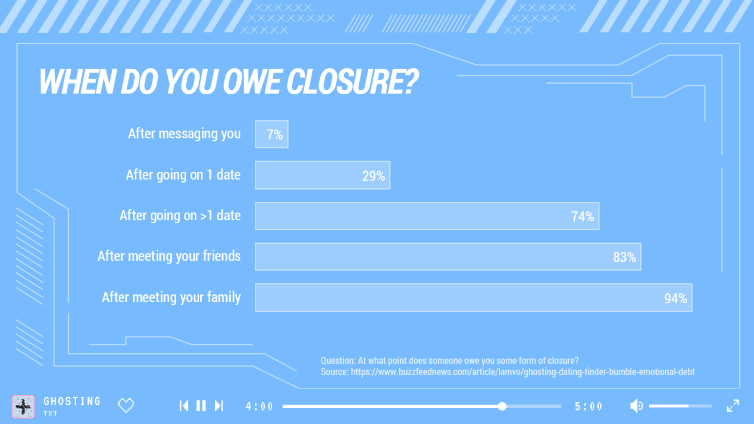 WHEN DO YOU OWE CLOSURE?
After messaging you 7%
After going on 1 date 29%
After going on >1 date 74%
After meeting your friends 83%
After meeting your family 94%
Question: At what point does someone owe you some form of closure?
Source: https://www.buzzfeednews.com/article/lamvo/ghosting-dating-tinder-bumble-emotional-debt
GHOSTING
TXT
4:00 5:00